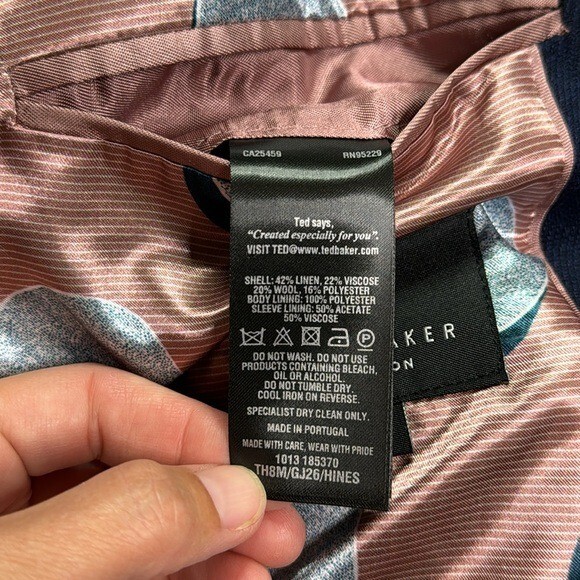 CA25459 RN95229
Ted says,
“Created especially for you”.
VISIT TED@www.tedbaker.com
SHELL: 42% LINEN, 22% VISCOSE
20% WOOL, 16% POLYESTER
BODY LINING: 100% POLYESTER
SLEEVE LINING: 50% ACETATE
50% VISCOSE
DO NOT WASH. DO NOT USE
PRODUCTS CONTAINING BLEACH,
OIL OR ALCOHOL.
DO NOT TUMBLE DRY.
COOL IRON ON REVERSE.
SPECIALIST DRY CLEAN ONLY.
MADE IN PORTUGAL
MADE WITH CARE, WEAR WITH PRIDE
1013 185370
TH8M/GJ26/HINES
AKER
ON